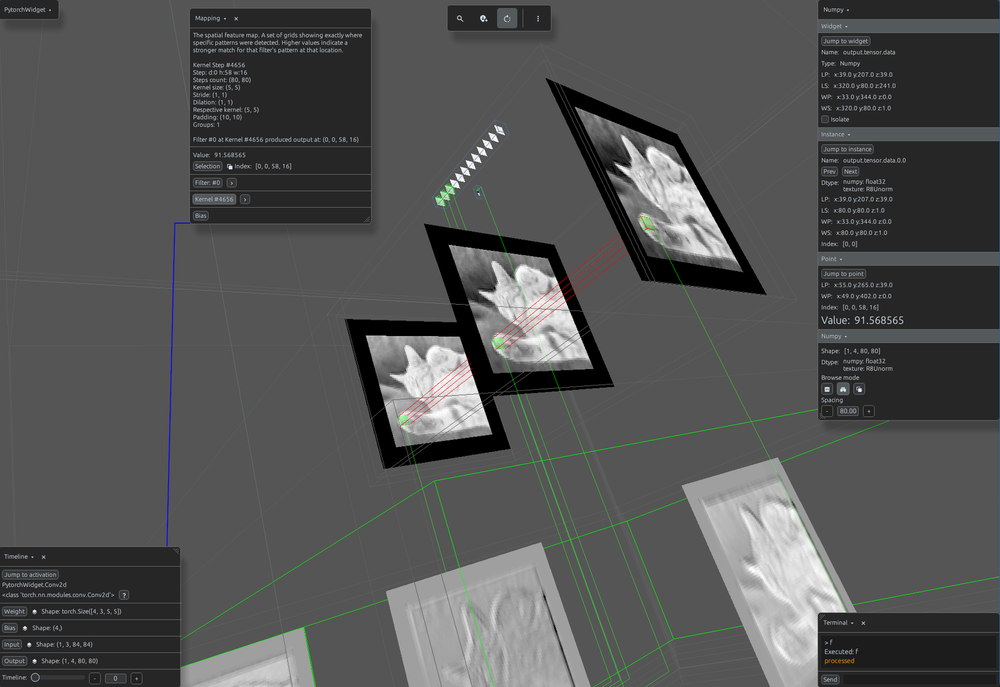 PytorchWidget
Mapping
The spatial feature map. A set of grids showing exactly where
specific patterns were detected. Higher values indicate a
stronger match for that filter's pattern at that location.
Kernel Step #4656
Step: d:0 h:58 w:16
Steps count: (80, 80)
Kernel size: (5, 5)
Stride: (1, 1)
Dilation: (1, 1)
Respective kernel: (5, 5)
Padding: (10, 10)
Groups: 1
Filter #0 at Kernel #4656 produced output at: (0, 0, 58, 16)
Value: 91.568565
Selection Index: [0, 0, 58, 16]
Filter: #0 ›
Kernel #4656 ›
Bias
Numpy
Widget
Jump to widget
Name: output.tensor.data
Type: Numpy
LP: x:39.0 y:207.0 z:39.0
LS: x:320.0 y:80.0 z:241.0
WP: x:33.0 y:344.0 z:0.0
WS: x:320.0 y:80.0 z:1.0
Isolate
Instance
Jump to instance
Name: output.tensor.data.0.0
Prev Next
Dtype: numpy: float32
texture: R8Unorm
LP: x:39.0 y:207.0 z:39.0
LS: x:80.0 y:80.0 z:1.0
WP: x:33.0 y:344.0 z:0.0
WS: x:80.0 y:80.0 z:1.0
Index: [0, 0]
Point
Jump to point
LP: x:55.0 y:265.0 z:39.0
WP: x:49.0 y:402.0 z:0.0
Index: [0, 0, 58, 16]
Value: 91.568565
Numpy
Shape: [1, 4, 80, 80]
Dtype: numpy: float32
texture: R8Unorm
Browse mode
Spacing
- 80.00 +
Timeline
Jump to activation
PytorchWidget.Conv2d
<class 'torch.nn.modules.conv.Conv2d'> ?
Weight Shape: torch.Size([4, 3, 5, 5])
Bias Shape: (4,)
Input Shape: (1, 3, 84, 84)
Output Shape: (1, 4, 80, 80)
Timeline: - 0 +
Terminal
> f
Executed: f
processed
Send